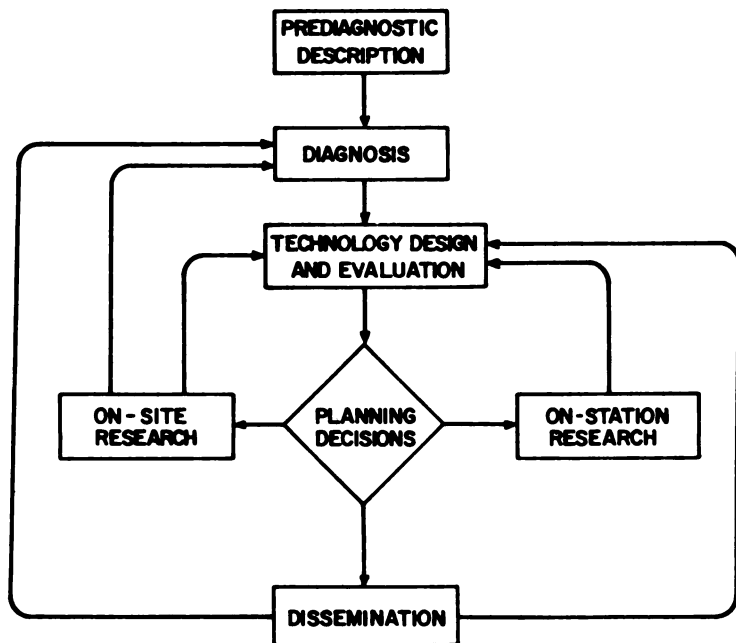 PREDIAGNOSTIC
DESCRIPTION
DIAGNOSIS
TECHNOLOGY DESIGN
AND EVALUATION
ON-SITE
RESEARCH
PLANNING
DECISIONS
ON-STATION
RESEARCH
DISSEMINATION